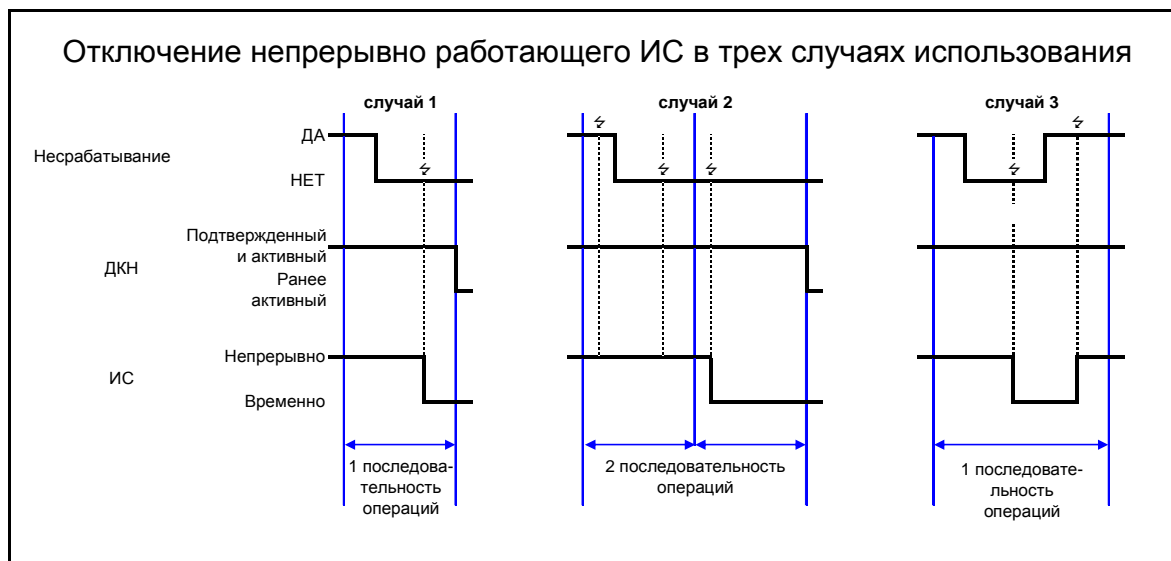 Отключение непрерывно работающего ИС в трех случаях использования
случай 1
случай 2
случай 3
Несрабатывание
ДА
НЕТ
ДКН
Подтвержденный
и активный
Ранее
активный
ИС
Непрерывно
Временно
1 последова-
тельность
операций
2 последовательность
операций
1 последовате-
льность
операций